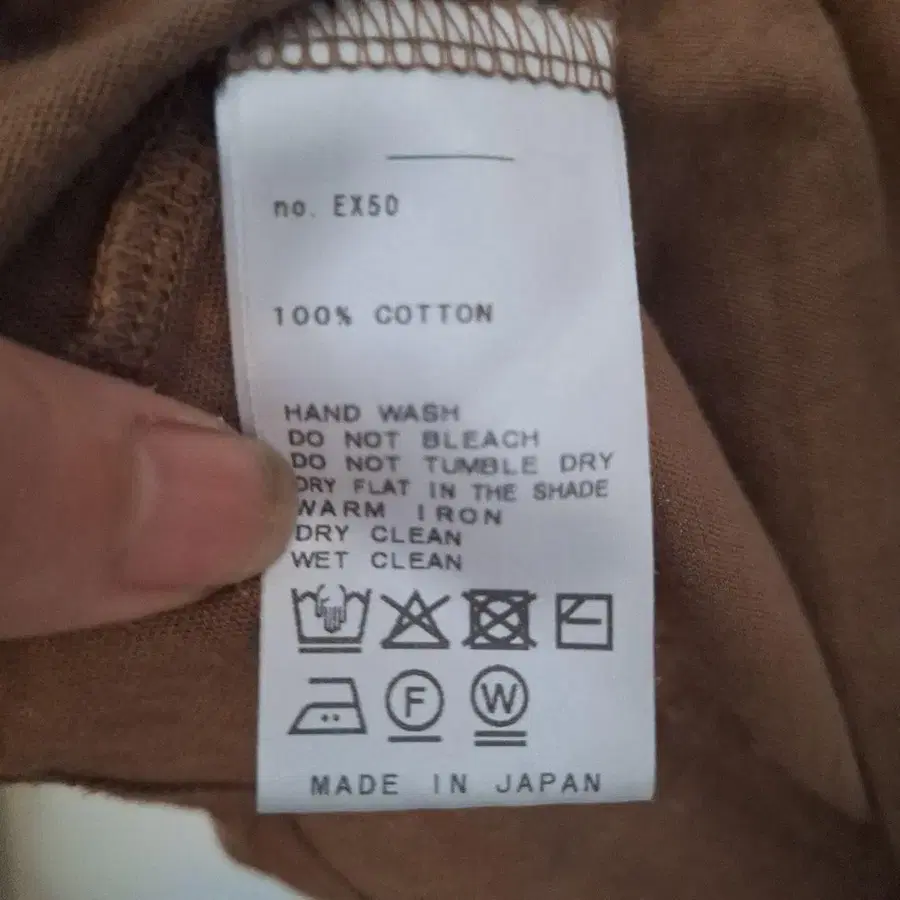 no. EX50
100% COTTON
HAND WASH
DO NOT BLEACH
DO NOT TUMBLE DRY
DRY FLAT IN THE SHADE
WARM IRON
DRY CLEAN
WET CLEAN
F W
MADE IN JAPAN